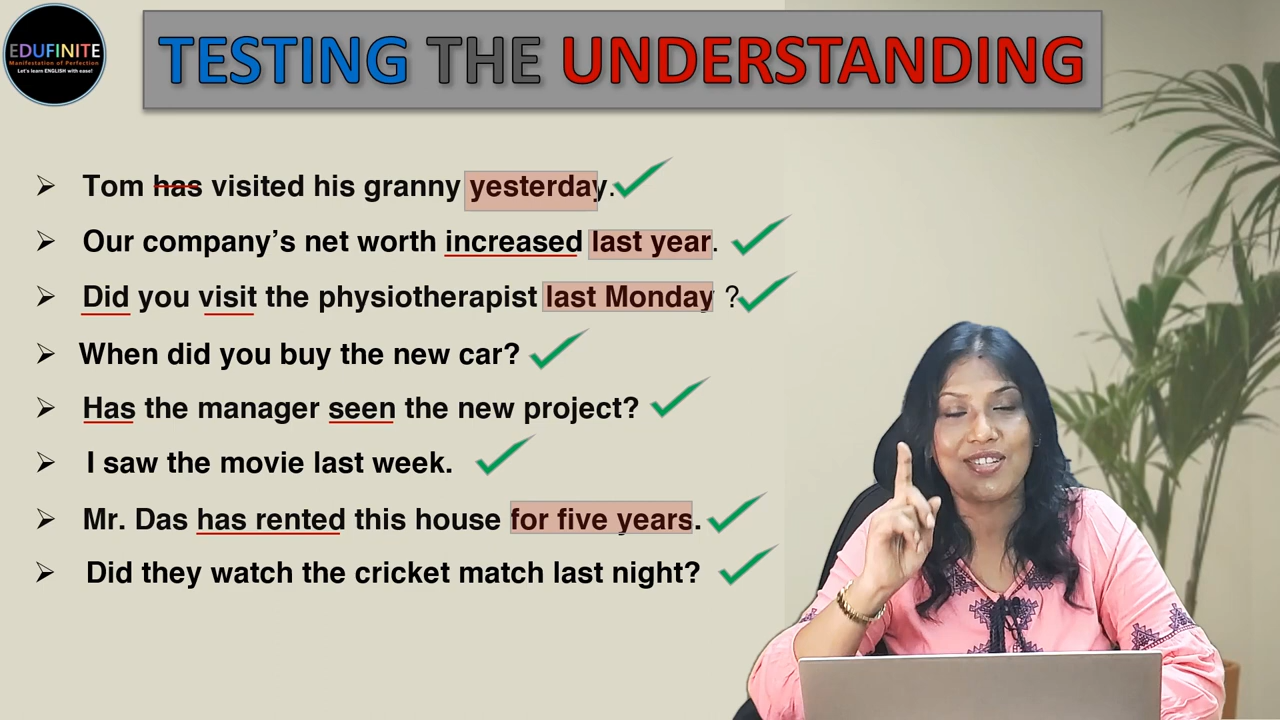 EDUFINITE
Manifestation of Perfection
Let's learn ENGLISH with ease!
TESTING THE UNDERSTANDING
Tom has visited his granny yesterday.
Our company’s net worth increased last year.
Did you visit the physiotherapist last Monday ?
When did you buy the new car?
Has the manager seen the new project?
I saw the movie last week.
Mr. Das has rented this house for five years.
Did they watch the cricket match last night?